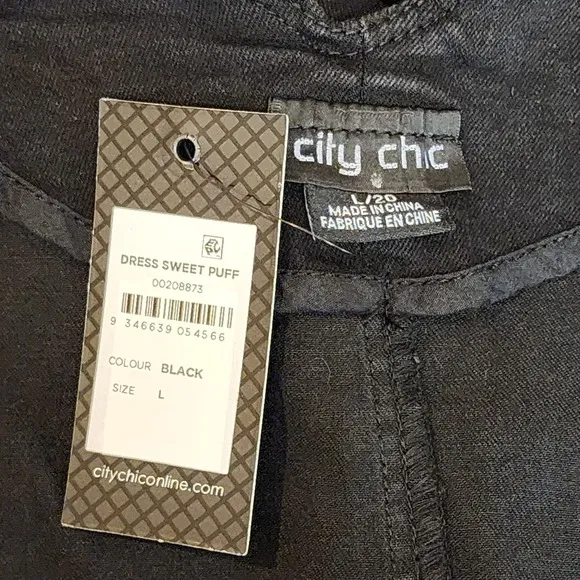 city chic
L/20
MADE IN CHINA
FABRIQUE EN CHINE
DRESS SWEET PUFF
00208873
9 346639 054566
COLOUR BLACK
SIZE L
citychiconline.com